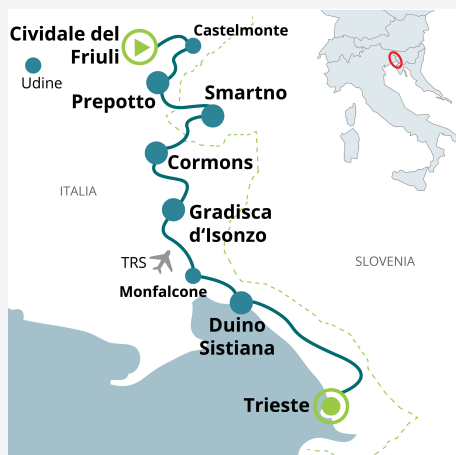 Cividale del
Friuli
Castelmonte
Udine
Prepotto
Smartno
Cormons
ITALIA
Gradisca
d‘Isonzo
TRS
SLOVENIA
Monfalcone
Duino
Sistiana
Trieste